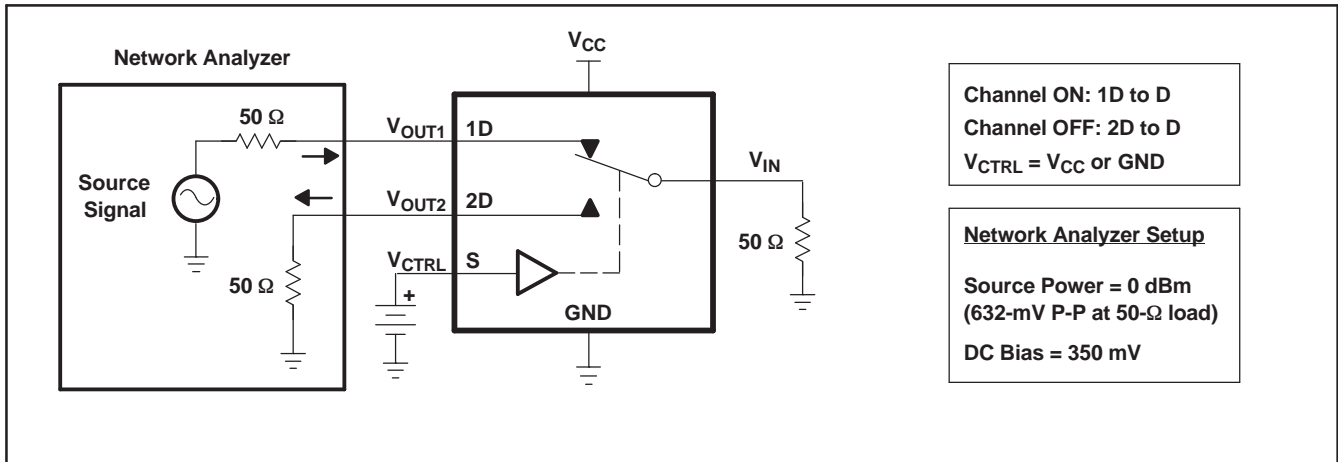 Network Analyzer
50 Ω
Source
Signal
50 Ω
VCC
VOUT1 1D
VOUT2 2D
VCTRL S
+
GND
VIN
50 Ω
Channel ON: 1D to D
Channel OFF: 2D to D
VCTRL = VCC or GND
Network Analyzer Setup
Source Power = 0 dBm
(632-mV P-P at 50-Ω load)
DC Bias = 350 mV